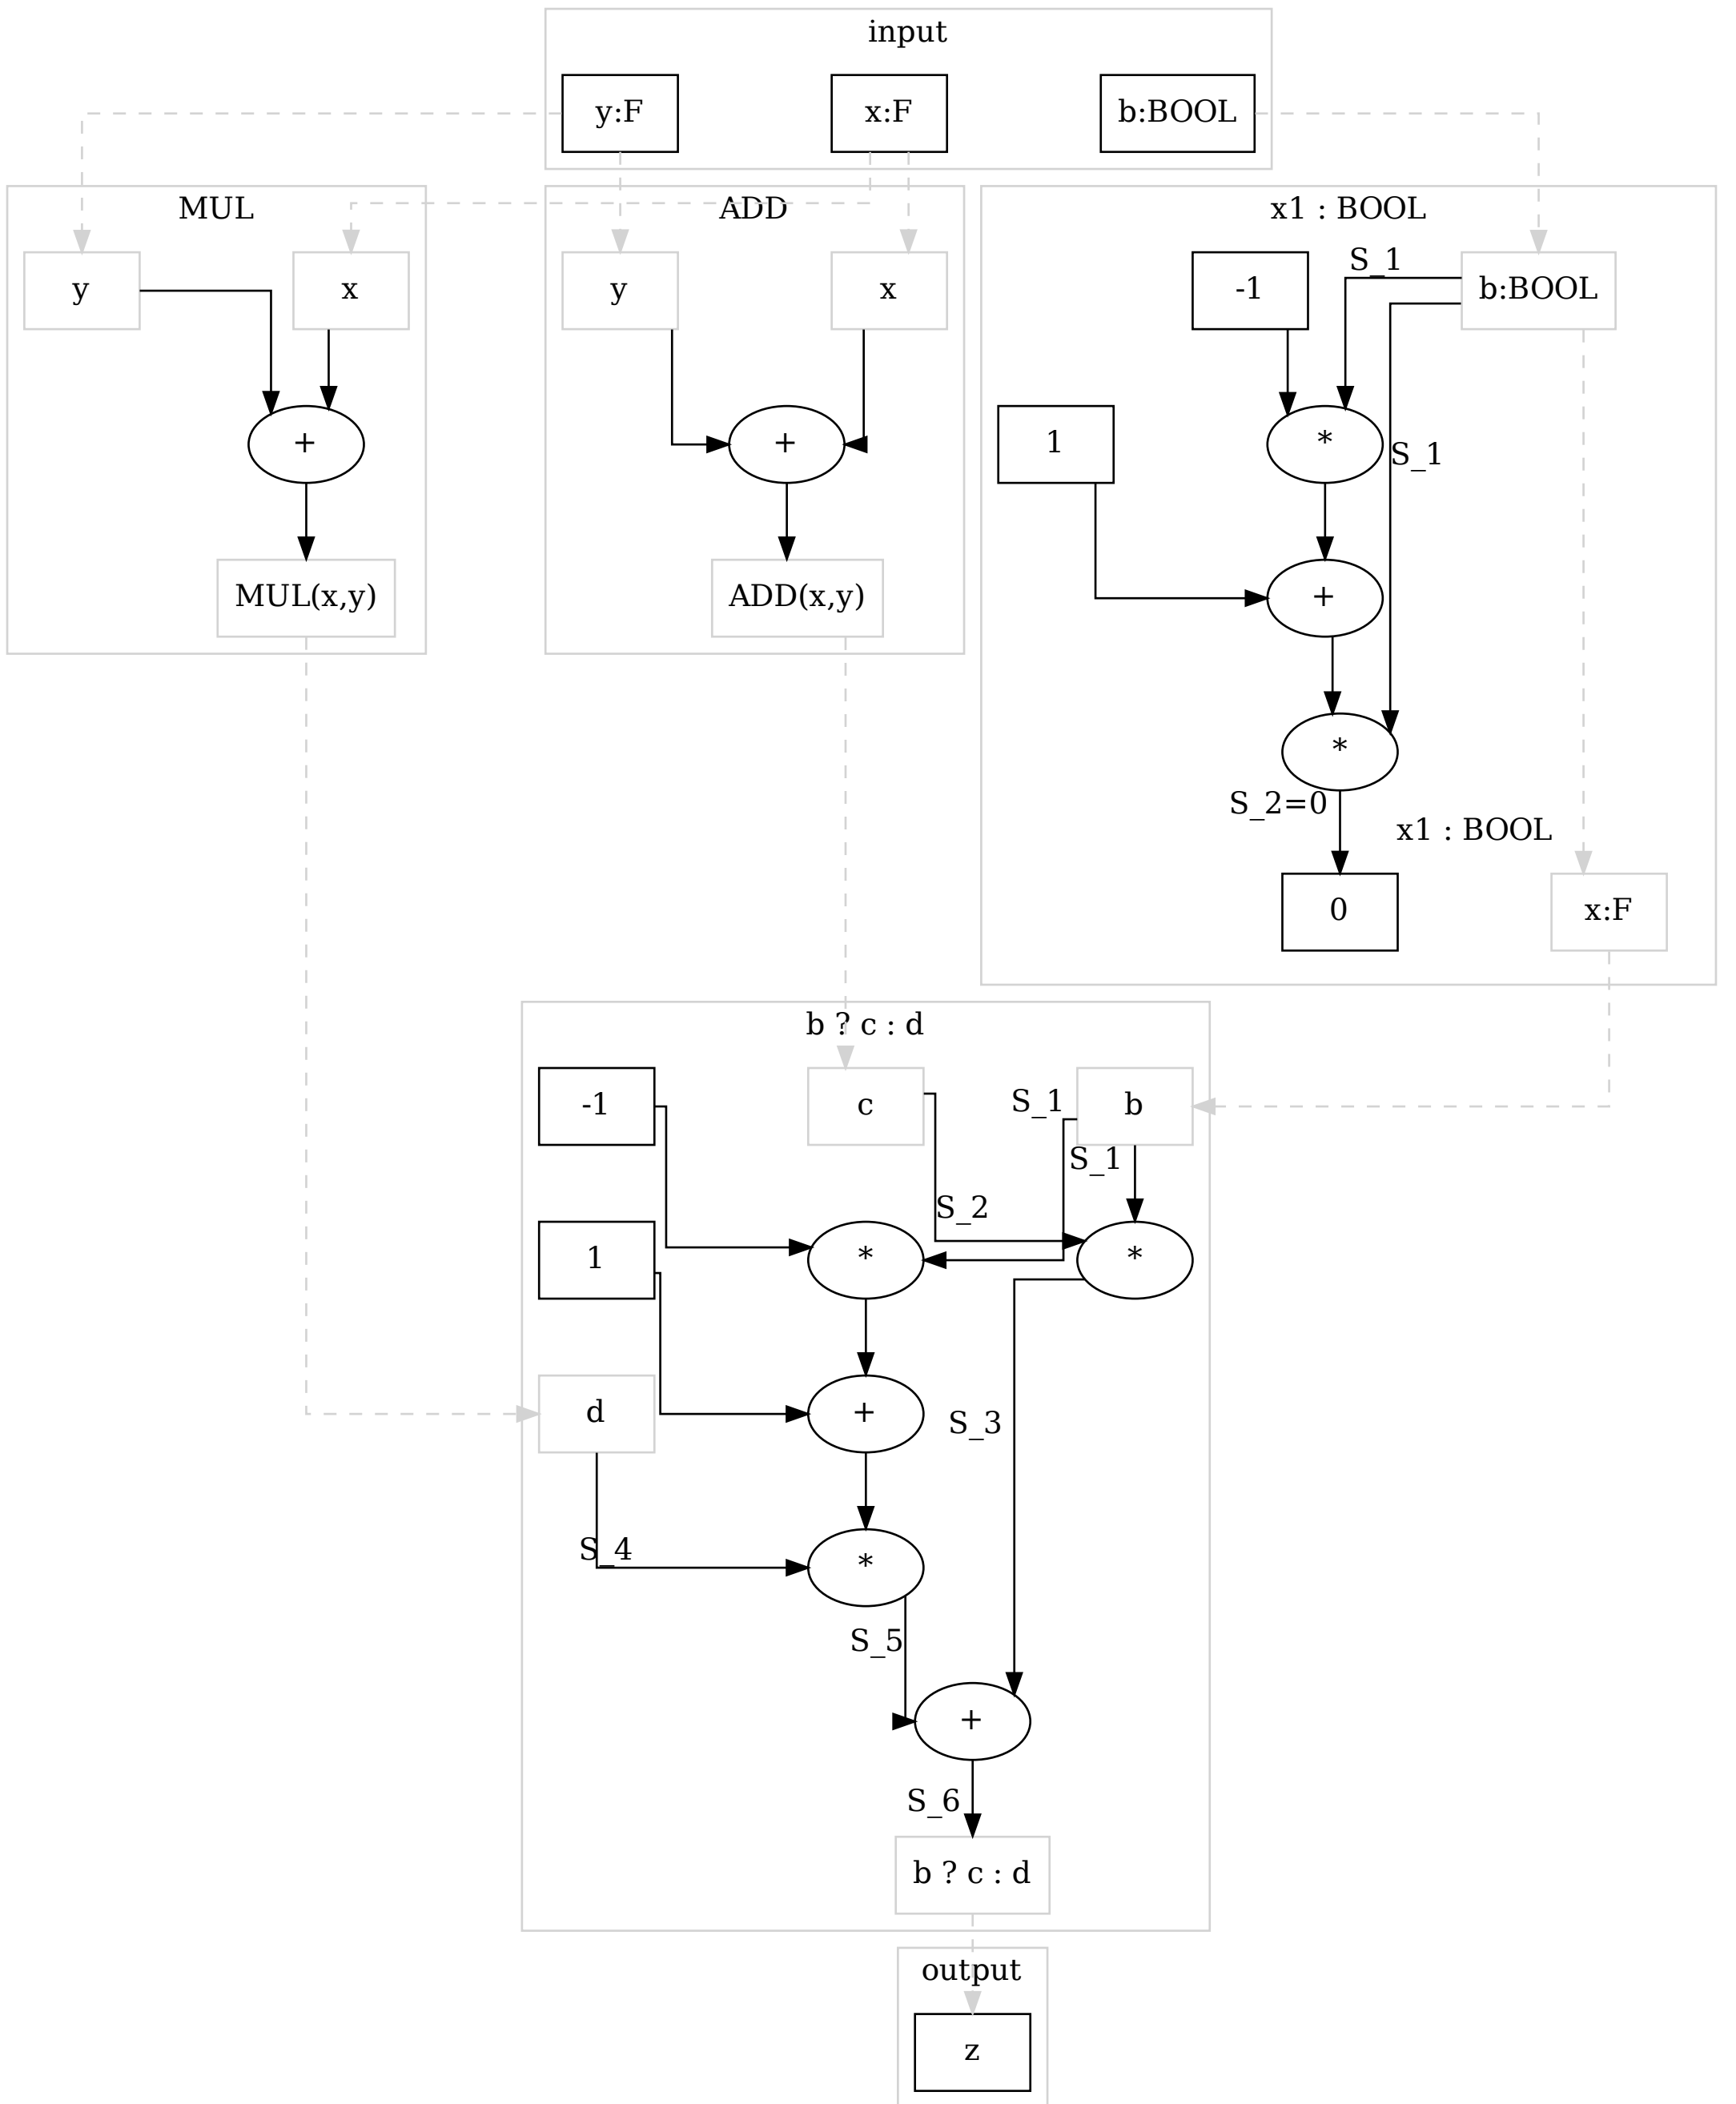 input
y:F
x:F
b:BOOL
MUL
ADD
x1 : BOOL
y
x
y
x
-1
S_1
b:BOOL
+
+
1
*
S_1
MUL(x,y)
ADD(x,y)
+
*
S_2=0
x1 : BOOL
0
x:F
b ? c : d
-1
c
S_1
b
S_1
1
*
S_2
*
d
+
S_3
S_4
*
S_5
+
S_6
b ? c : d
output
z